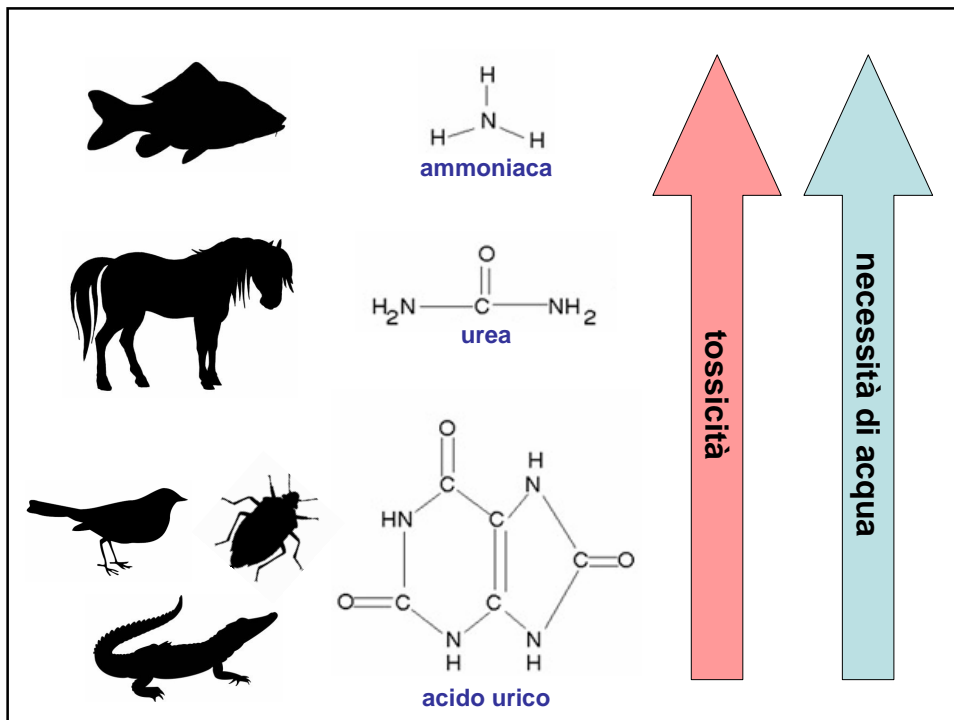 H
N
H
H
ammoniaca
O
H2N
C
NH2
urea
O
H
C
N
HN
C
C
O
O
C
C
N
H
N
H
acido urico
tossicità
necessità di acqua